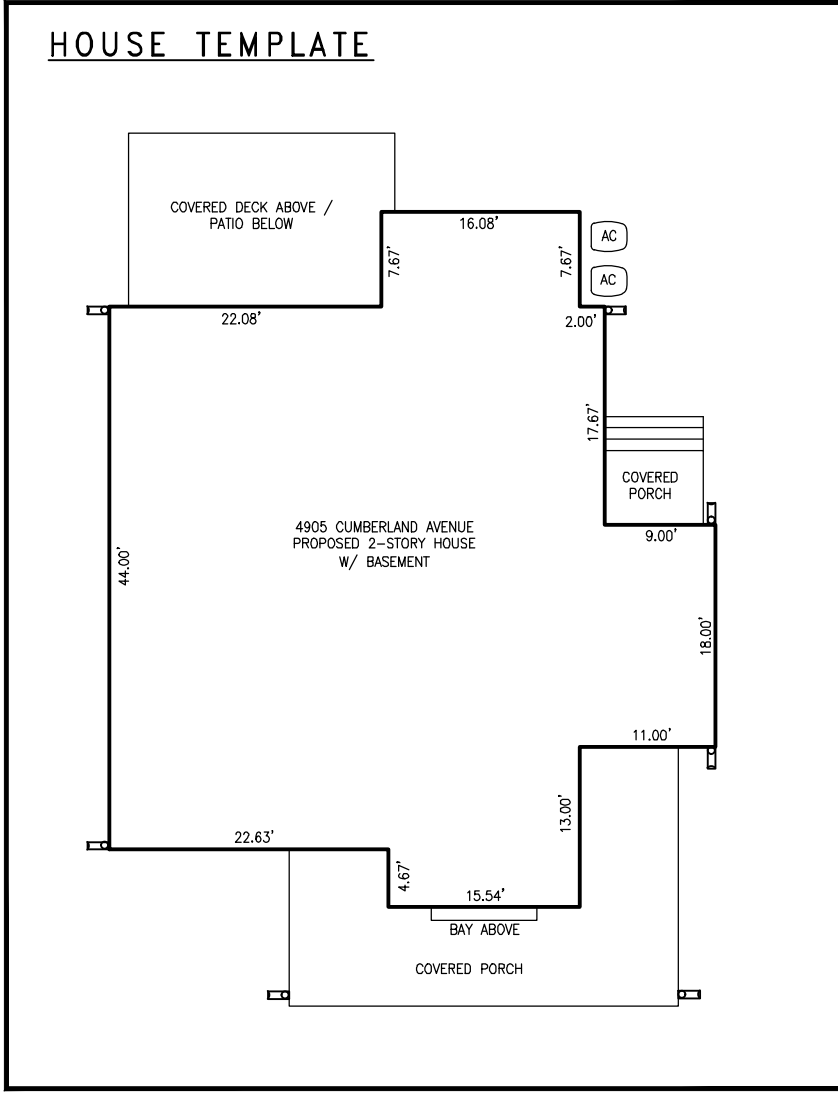 HOUSE TEMPLATE
COVERED DECK ABOVE /
PATIO BELOW
16.08'
AC
7.67'
7.67'
AC
22.08'
2.00'
17.67'
COVERED
PORCH
4905 CUMBERLAND AVENUE
PROPOSED 2-STORY HOUSE
W/ BASEMENT
9.00'
44.00'
18.00'
11.00'
13.00'
22.63'
4.67'
15.54'
BAY ABOVE
COVERED PORCH